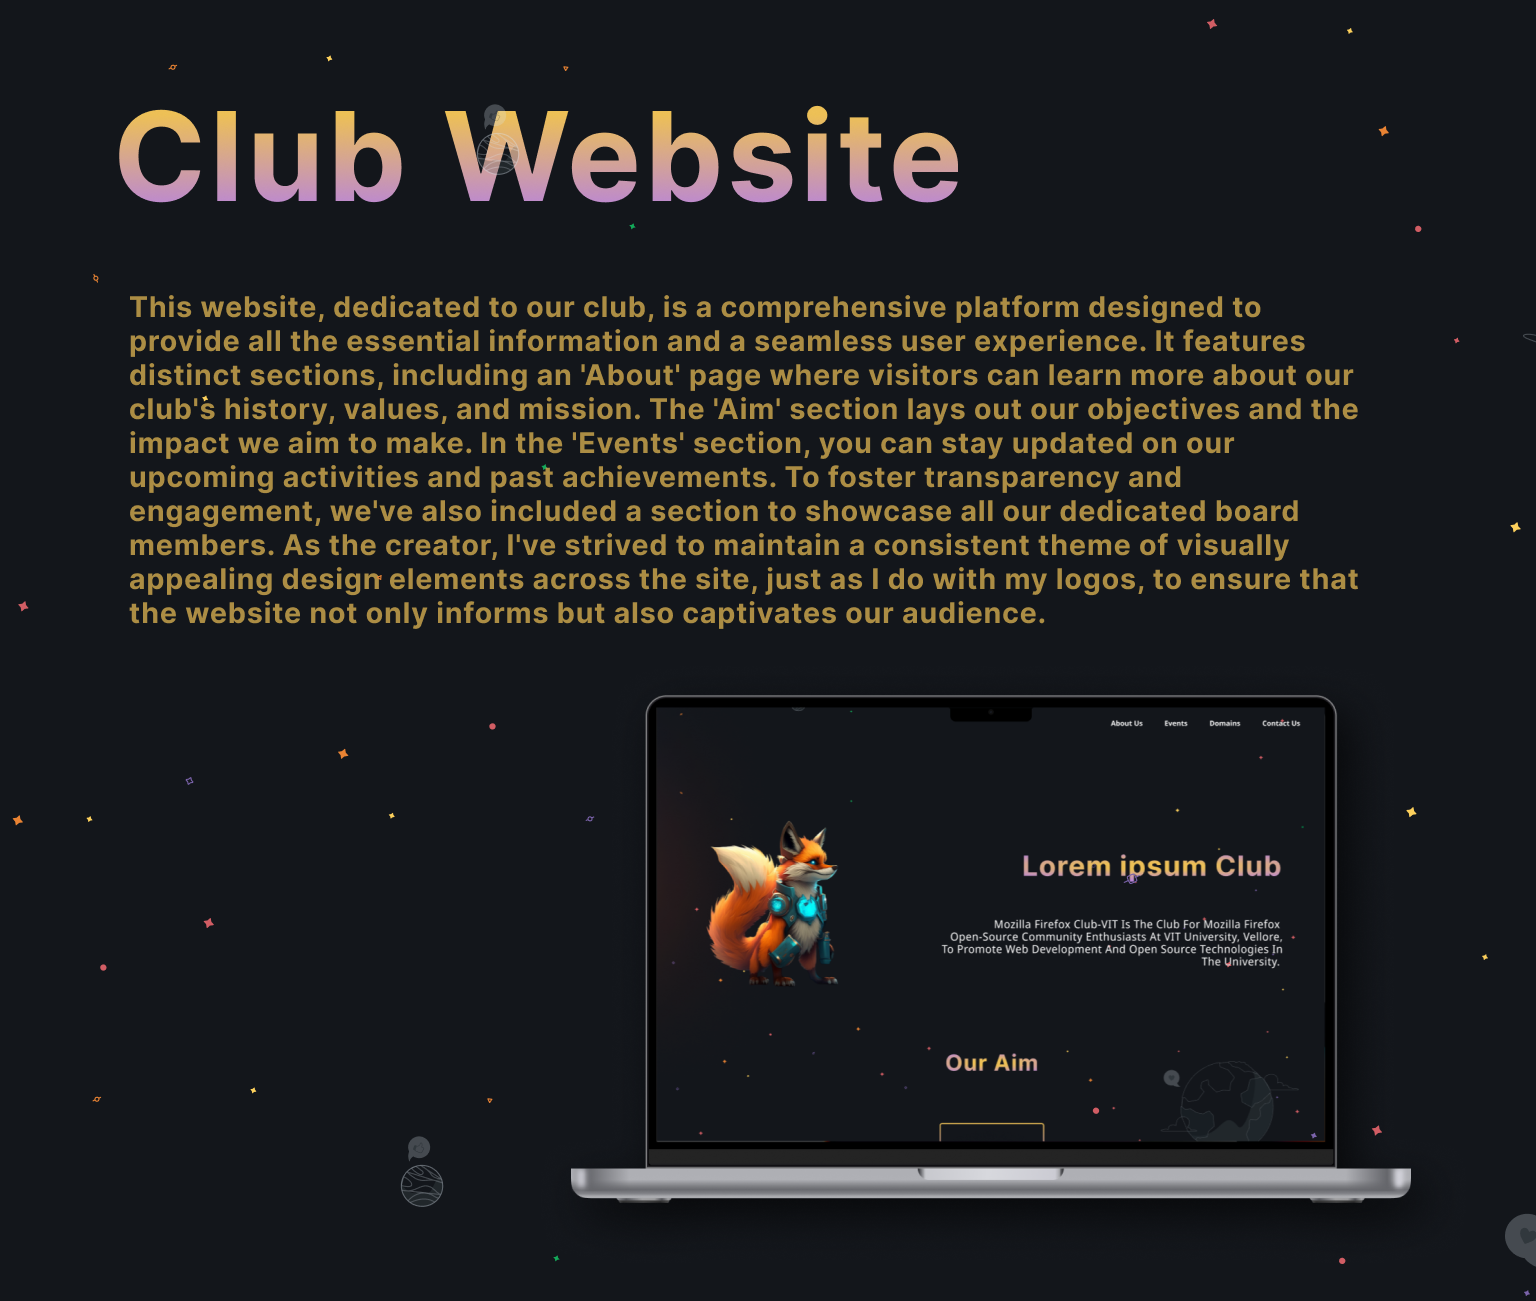 Club Website
This website, dedicated to our club, is a comprehensive platform designed to
provide all the essential information and a seamless user experience. It features
distinct sections, including an 'About' page where visitors can learn more about our
club's history, values, and mission. The 'Aim' section lays out our objectives and the
impact we aim to make. In the 'Events' section, you can stay updated on our
upcoming activities and past achievements. To foster transparency and
engagement, we've also included a section to showcase all our dedicated board
members. As the creator, I've strived to maintain a consistent theme of visually
appealing design elements across the site, just as I do with my logos, to ensure that
the website not only informs but also captivates our audience.
About Us Events Domains Contact Us
Lorem ipsum Club
Mozilla Firefox Club-VIT Is The Club For Mozilla Firefox
Open-Source Community Enthusiasts At VIT University, Vellore,
To Promote Web Development And Open Source Technologies In
The University.
Our Aim